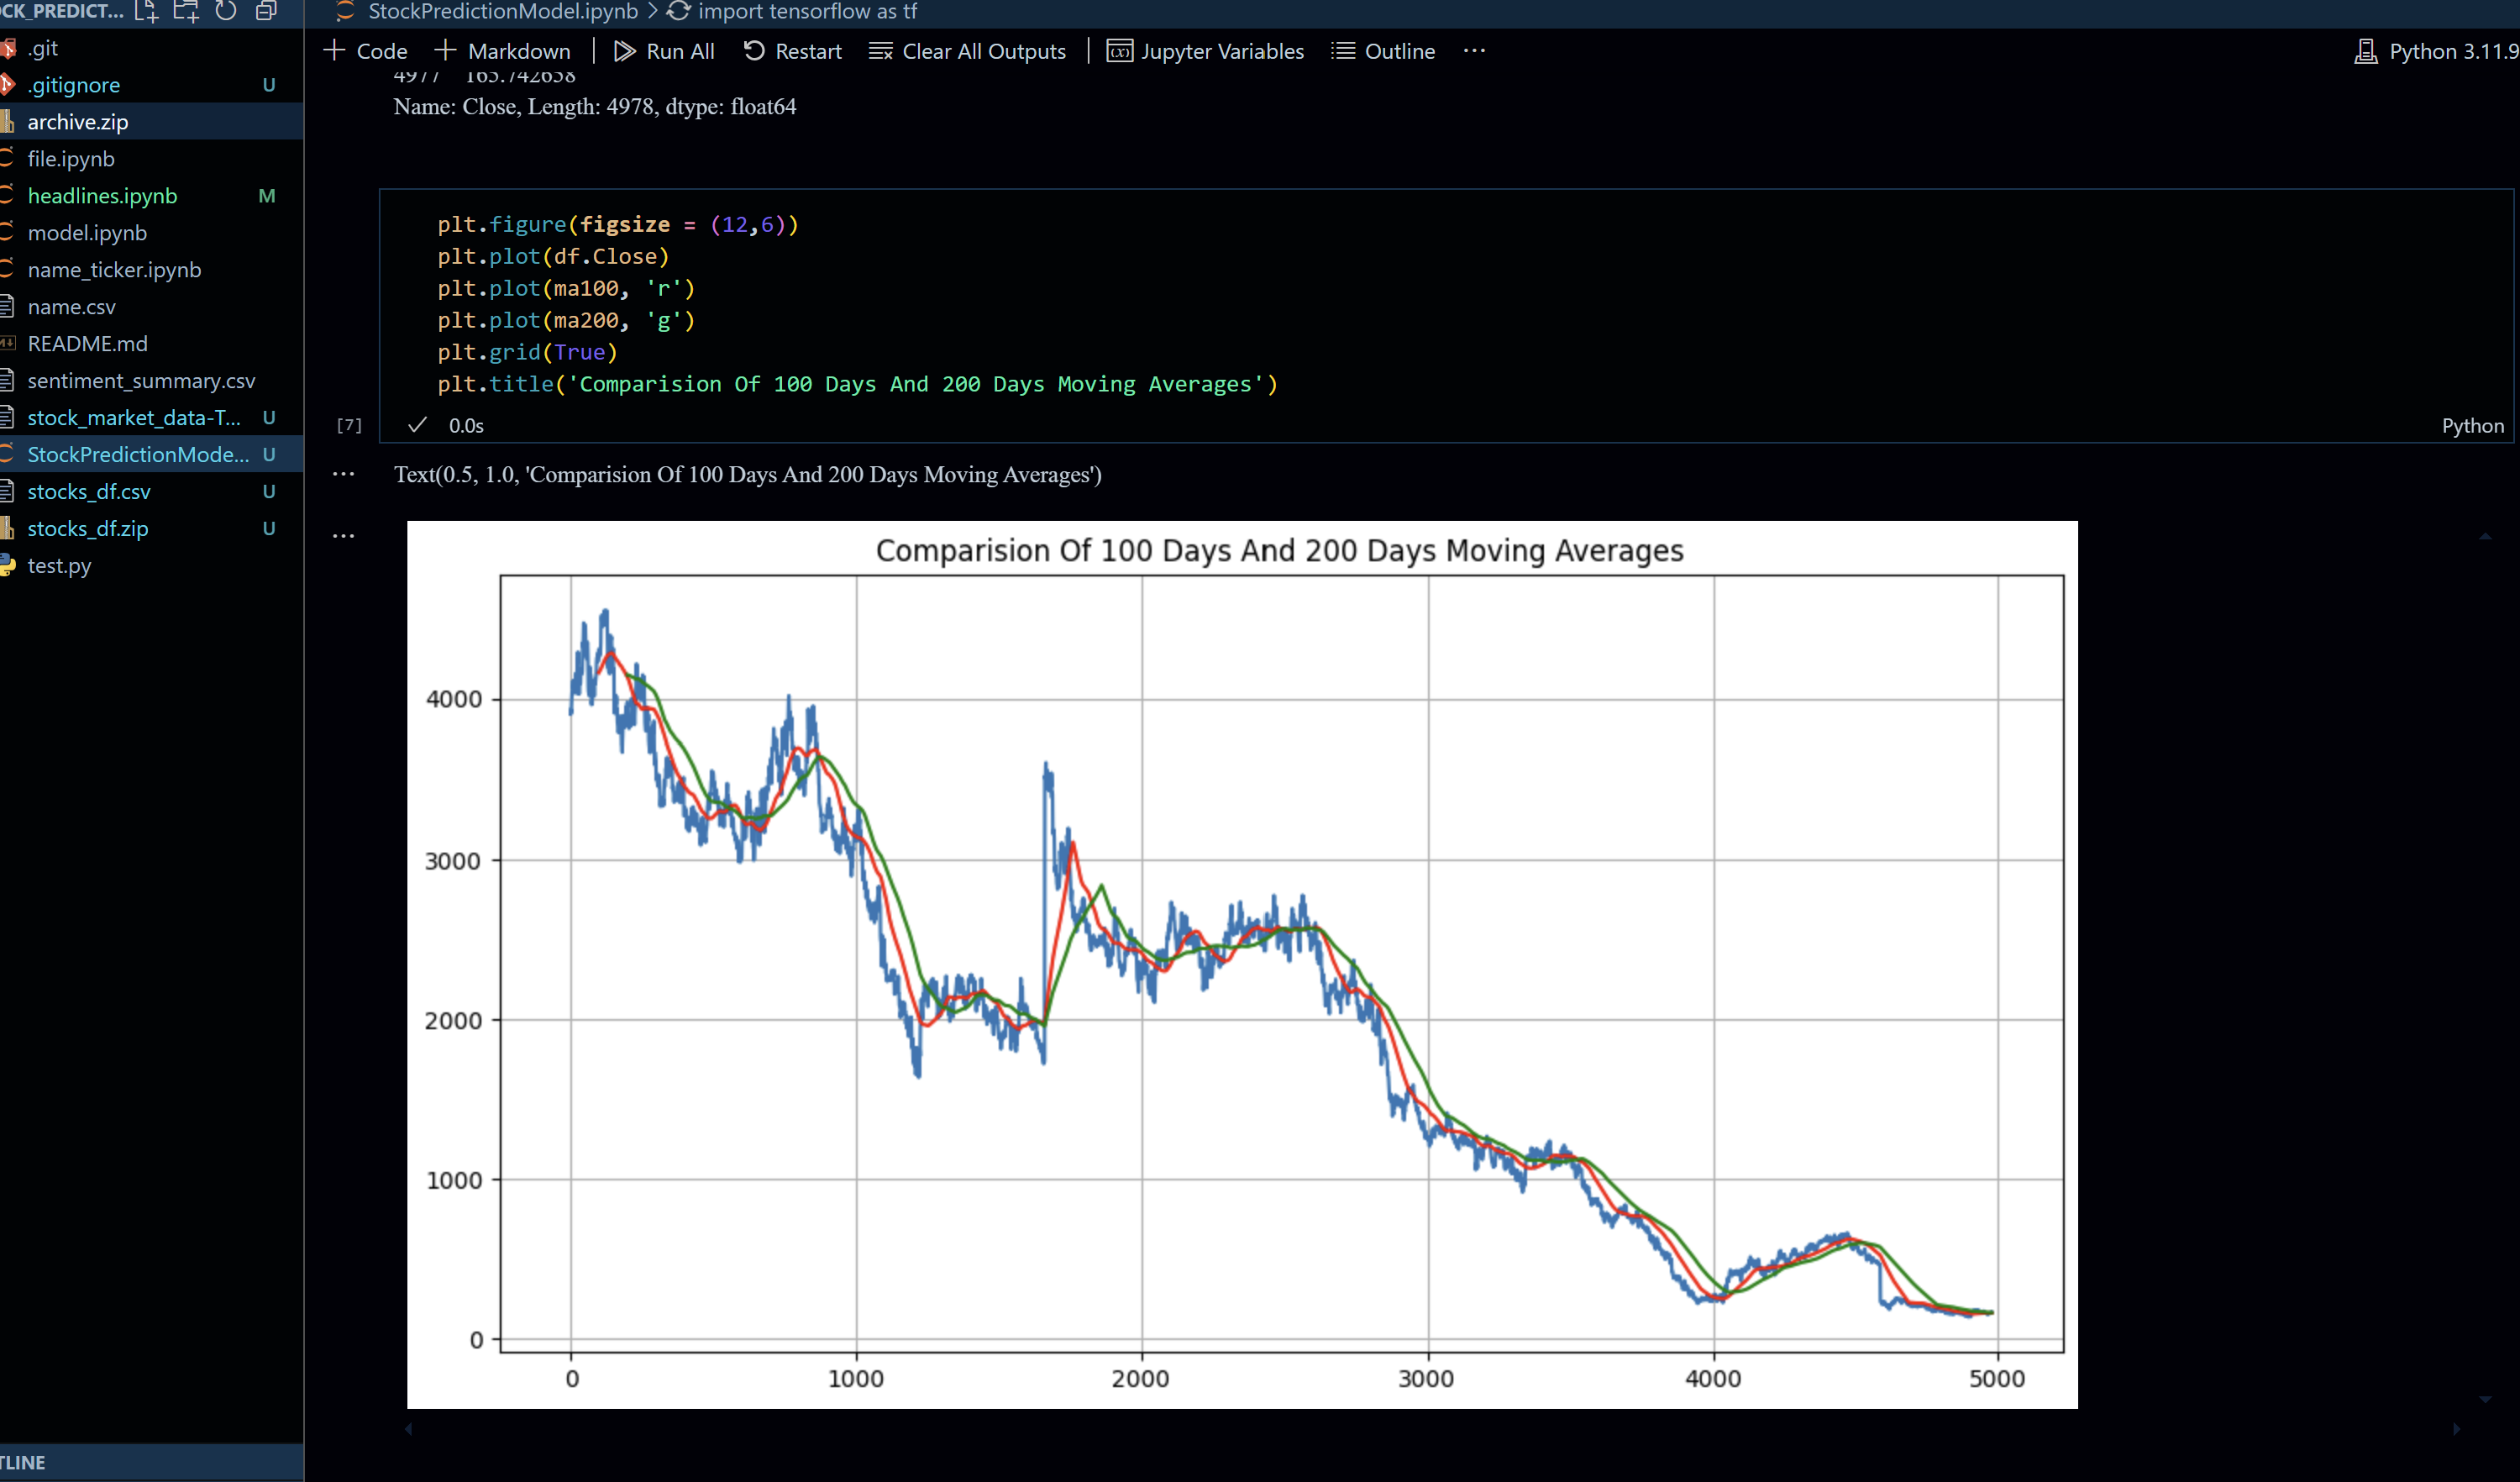 OCK_PREDICT...
.git
.gitignore U
archive.zip
file.ipynb
headlines.ipynb M
model.ipynb
name_ticker.ipynb
name.csv
README.md
sentiment_summary.csv
stock_market_data-T... U
StockPredictionMode... U
stocks_df.csv U
stocks_df.zip U
test.py
TLINE
StockPredictionModel.ipynb > import tensorflow as tf
+ Code + Markdown | Run All Restart Clear All Outputs | Jupyter Variables Outline ...
Python 3.11.9
4977 165.742658
Name: Close, Length: 4978, dtype: float64
plt.figure(figsize = (12,6))
plt.plot(df.Close)
plt.plot(ma100, 'r')
plt.plot(ma200, 'g')
plt.grid(True)
plt.title('Comparision Of 100 Days And 200 Days Moving Averages')
[7] 0.0s Python
... Text(0.5, 1.0, 'Comparision Of 100 Days And 200 Days Moving Averages')
...
Comparision Of 100 Days And 200 Days Moving Averages
4000
3000
2000
1000
0
0 1000 2000 3000 4000 5000